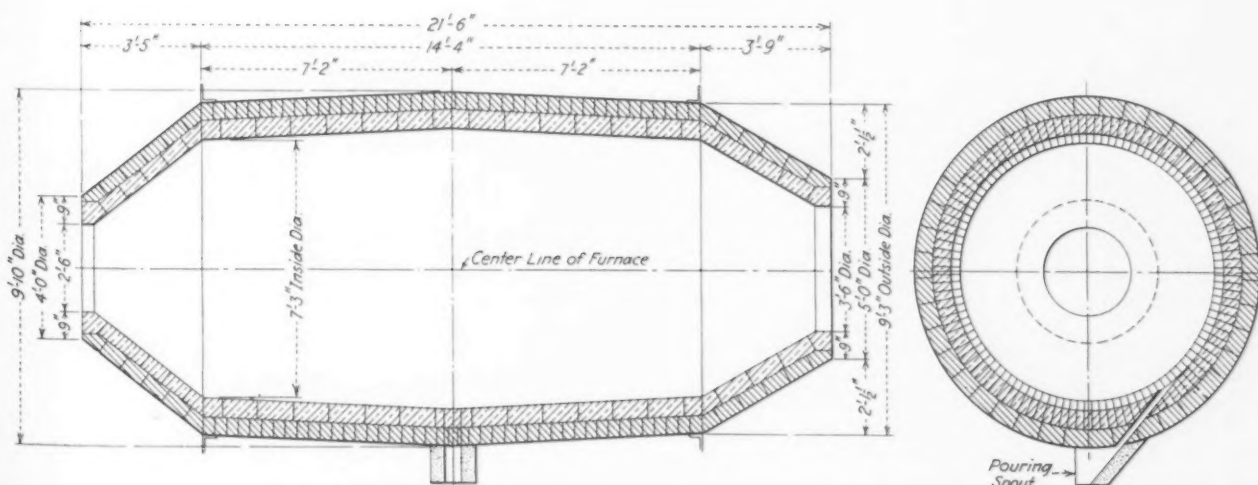 21'-6"
3'-5"
14'-4"
3'-9"
7'-2"
7'-2"
9'-10" Dia.
4'-0" Dia.
9"
2'-6"
9"
7'-3" Inside Dia.
Center Line of Furnace
2'-1½"
9"
3'-6" Dia.
5'-0" Dia.
9'-3" Outside Dia.
9"
2'-1½"
Pouring
Spout